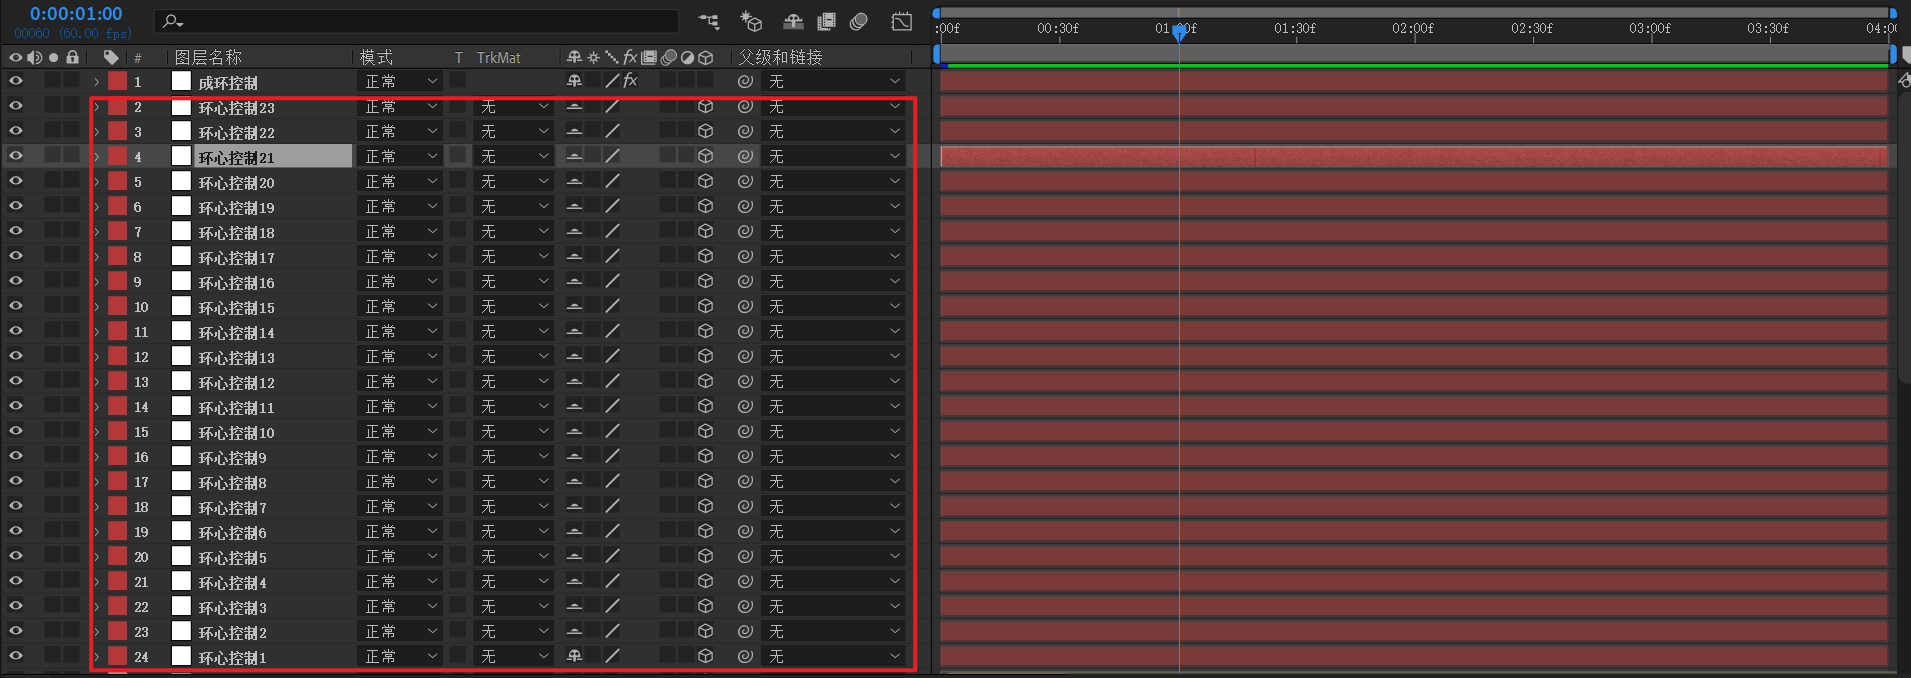 0:00:01:00
00060 (60.00 fps)
:00f 00:30f 01:00f 01:30f 02:00f 02:30f 03:00f 03:30f 04:00
# 图层名称 模式 T TrkMat fx 父级和链接
1 成环控制 正常 fx 无
2 环心控制23 正常 无 无
3 环心控制22 正常 无 无
4 环心控制21 正常 无 无
5 环心控制20 正常 无 无
6 环心控制19 正常 无 无
7 环心控制18 正常 无 无
8 环心控制17 正常 无 无
9 环心控制16 正常 无 无
10 环心控制15 正常 无 无
11 环心控制14 正常 无 无
12 环心控制13 正常 无 无
13 环心控制12 正常 无 无
14 环心控制11 正常 无 无
15 环心控制10 正常 无 无
16 环心控制9 正常 无 无
17 环心控制8 正常 无 无
18 环心控制7 正常 无 无
19 环心控制6 正常 无 无
20 环心控制5 正常 无 无
21 环心控制4 正常 无 无
22 环心控制3 正常 无 无
23 环心控制2 正常 无 无
24 环心控制1 正常 无 无